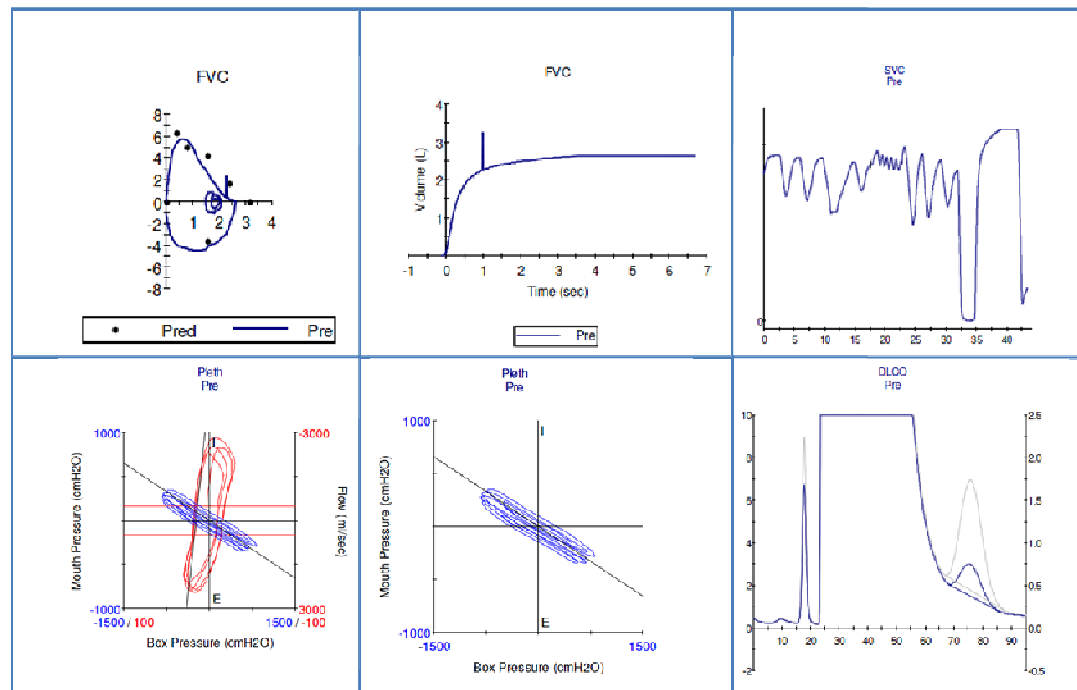 FVC
8
6
4
2
0
-2
-4
-6
-8
1 2 3 4
Pred Pre
FVC
Volume (L)
4
3
2
1
-1 0 1 2 3 4 5 6 7
Time (sec)
Pre
SVC
Pre
0
0 5 10 15 20 25 30 35 40
Pleth
Pre
1000 -3000
I
Mouth Pressure (cmH2O)
Flow (ml/sec)
E
-1000 3000
-1500 / 100 1500 / -100
Box Pressure (cmH2O)
Pleth
Pre
1000
I
Mouth Pressure (cmH2O)
E
-1000
-1500 1500
Box Pressure (cmH2O)
DLCO
Pre
10 2.5
8 2.0
6 1.5
4 1.0
2 0.5
0 0.0
10 20 30 40 50 60 70 80 90
-2 -0.5